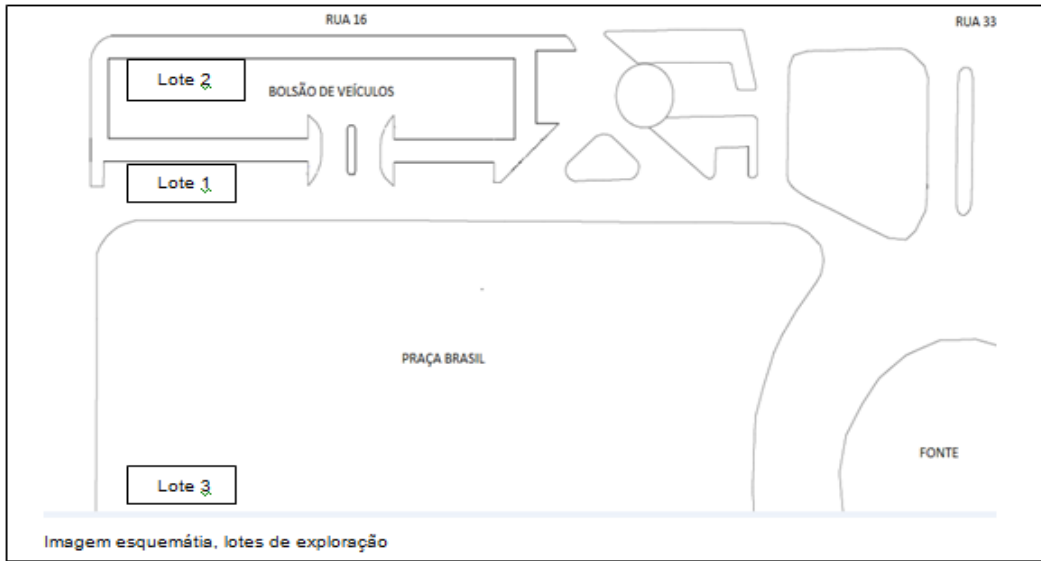 RUA 16
RUA 33
Lote 2
BOLSÃO DE VEÍCULOS
Lote 1
PRAÇA BRASIL
FONTE
Lote 3
Imagem esquemátia, lotes de exploração